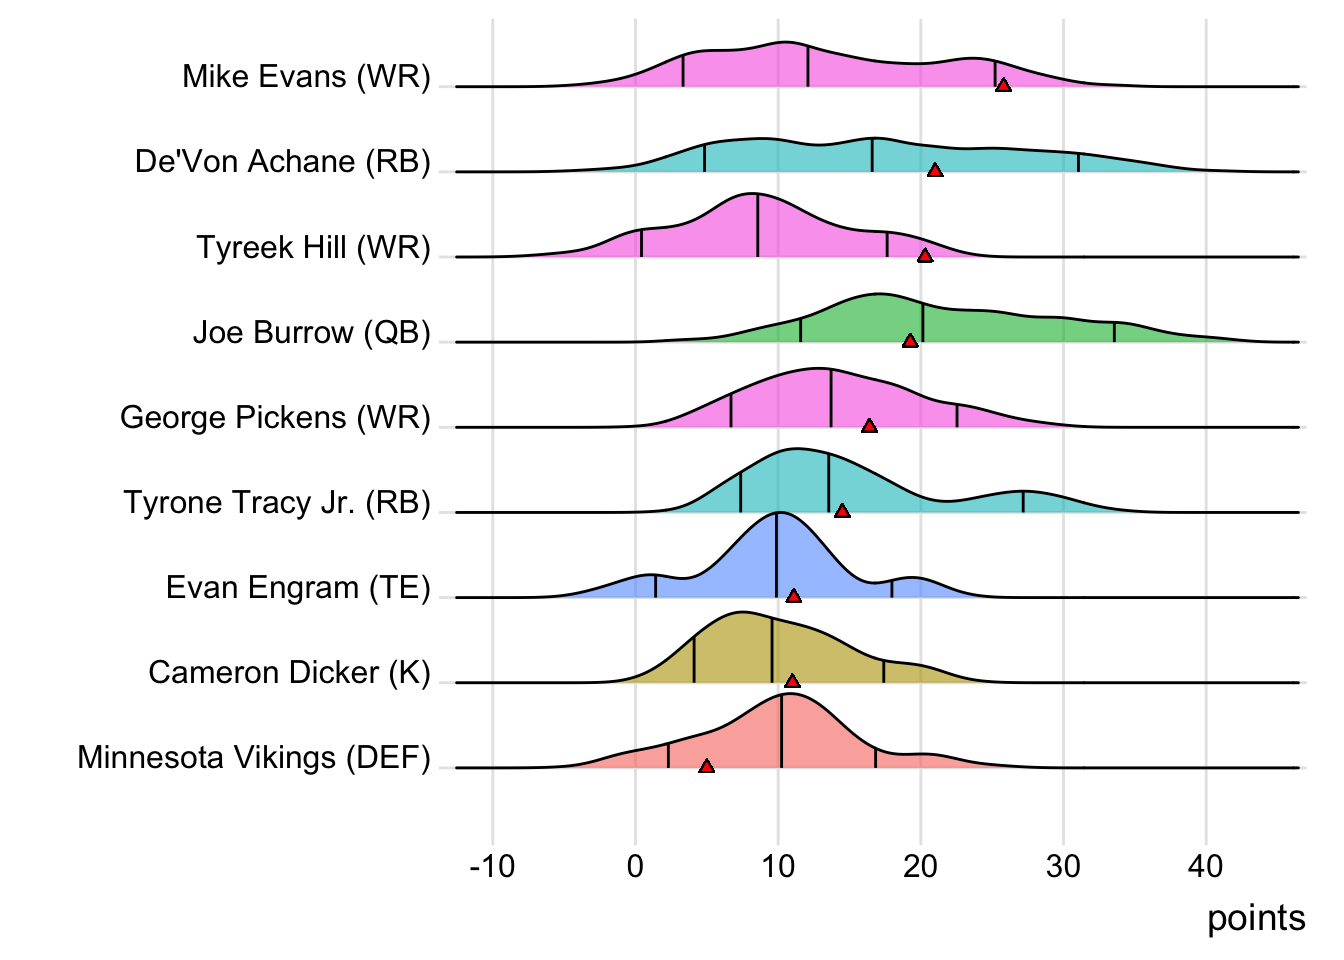 Mike Evans (WR)
De'Von Achane (RB)
Tyreek Hill (WR)
Joe Burrow (QB)
George Pickens (WR)
Tyrone Tracy Jr. (RB)
Evan Engram (TE)
Cameron Dicker (K)
Minnesota Vikings (DEF)
-10 0 10 20 30 40
points